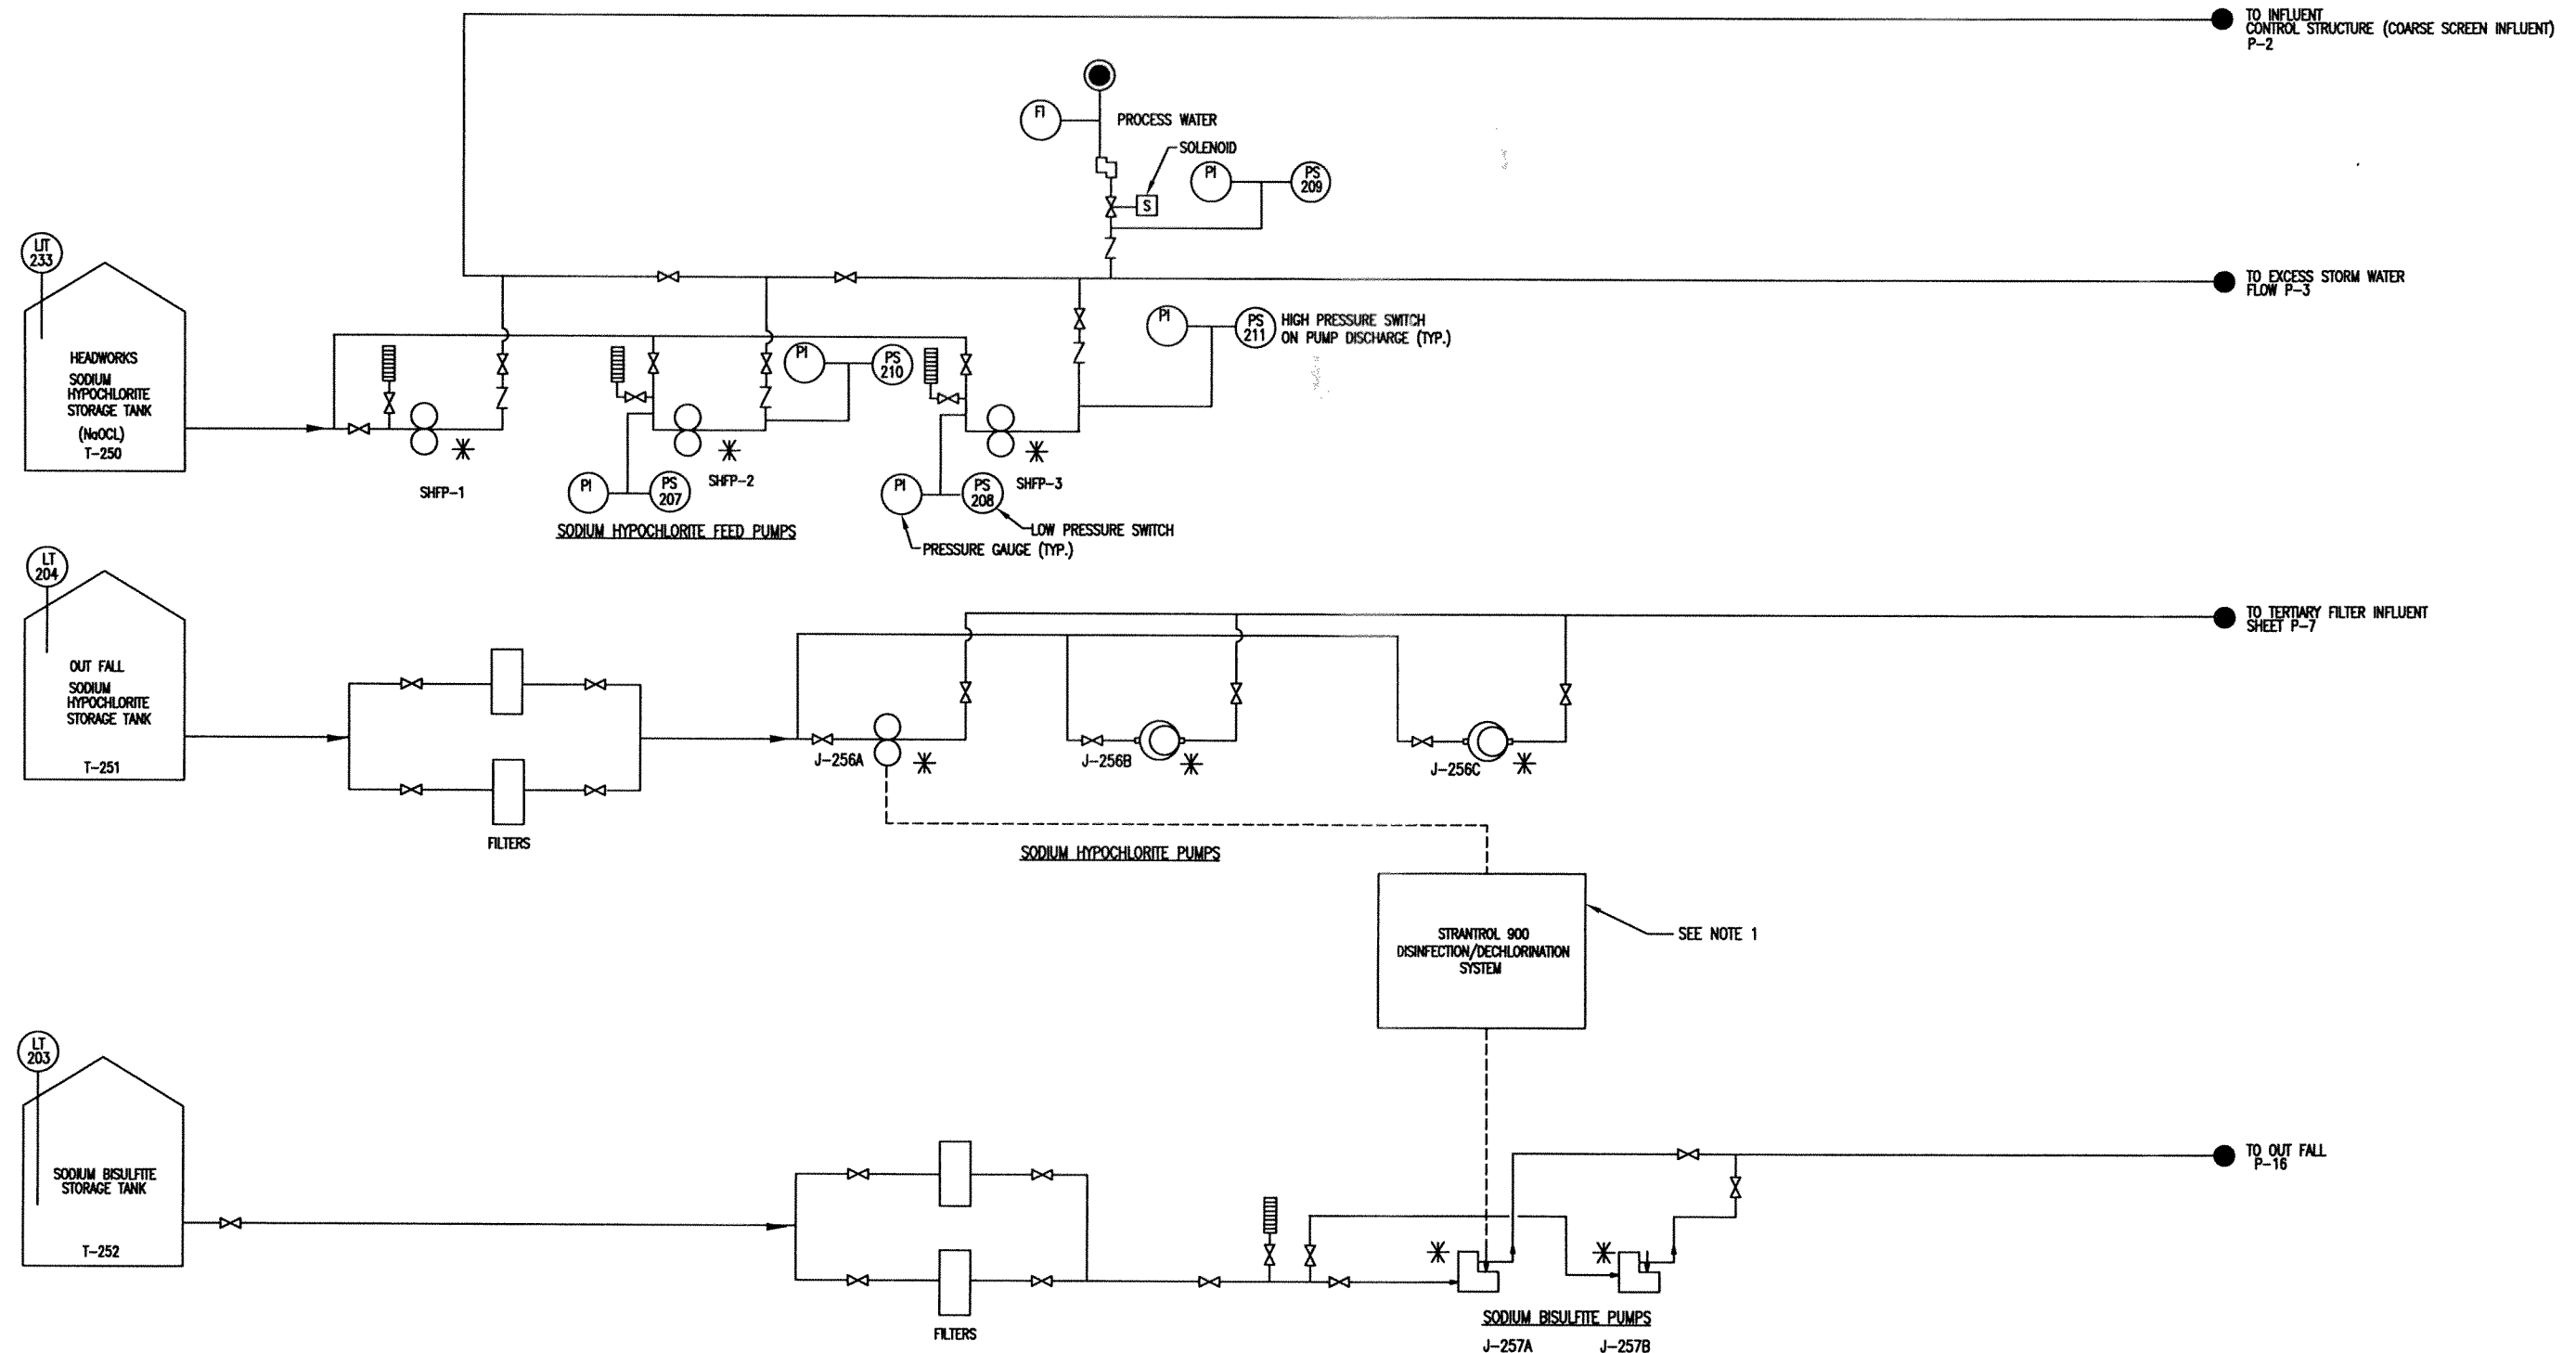 TO INFLUENT
CONTROL STRUCTURE (COARSE SCREEN INFLUENT)
P-2
FI
PROCESS WATER
SOLENOID
S
PI
PS
209
LIT
233
HEADWORKS
SODIUM
HYPOCHLORITE
STORAGE TANK
(NaOCL)
T-250
TO EXCESS STORM WATER
FLOW P-3
PI
PS
211
HIGH PRESSURE SWITCH
ON PUMP DISCHARGE (TYP.)
PI
PS
210
SHFP-1
PI
PS
207
SHFP-2
PI
PS
208
SHFP-3
SODIUM HYPOCHLORITE FEED PUMPS
LOW PRESSURE SWITCH
PRESSURE GAUGE (TYP.)
LT
204
OUT FALL
SODIUM
HYPOCHLORITE
STORAGE TANK
T-251
FILTERS
TO TERTIARY FILTER INFLUENT
SHEET P-7
J-256A
J-256B
J-256C
SODIUM HYPOCHLORITE PUMPS
STRANTROL 900
DISINFECTION/DECHLORINATION
SYSTEM
SEE NOTE 1
LT
203
SODIUM BISULFITE
STORAGE TANK
T-252
FILTERS
TO OUT FALL
P-16
SODIUM BISULFITE PUMPS
J-257A
J-257B